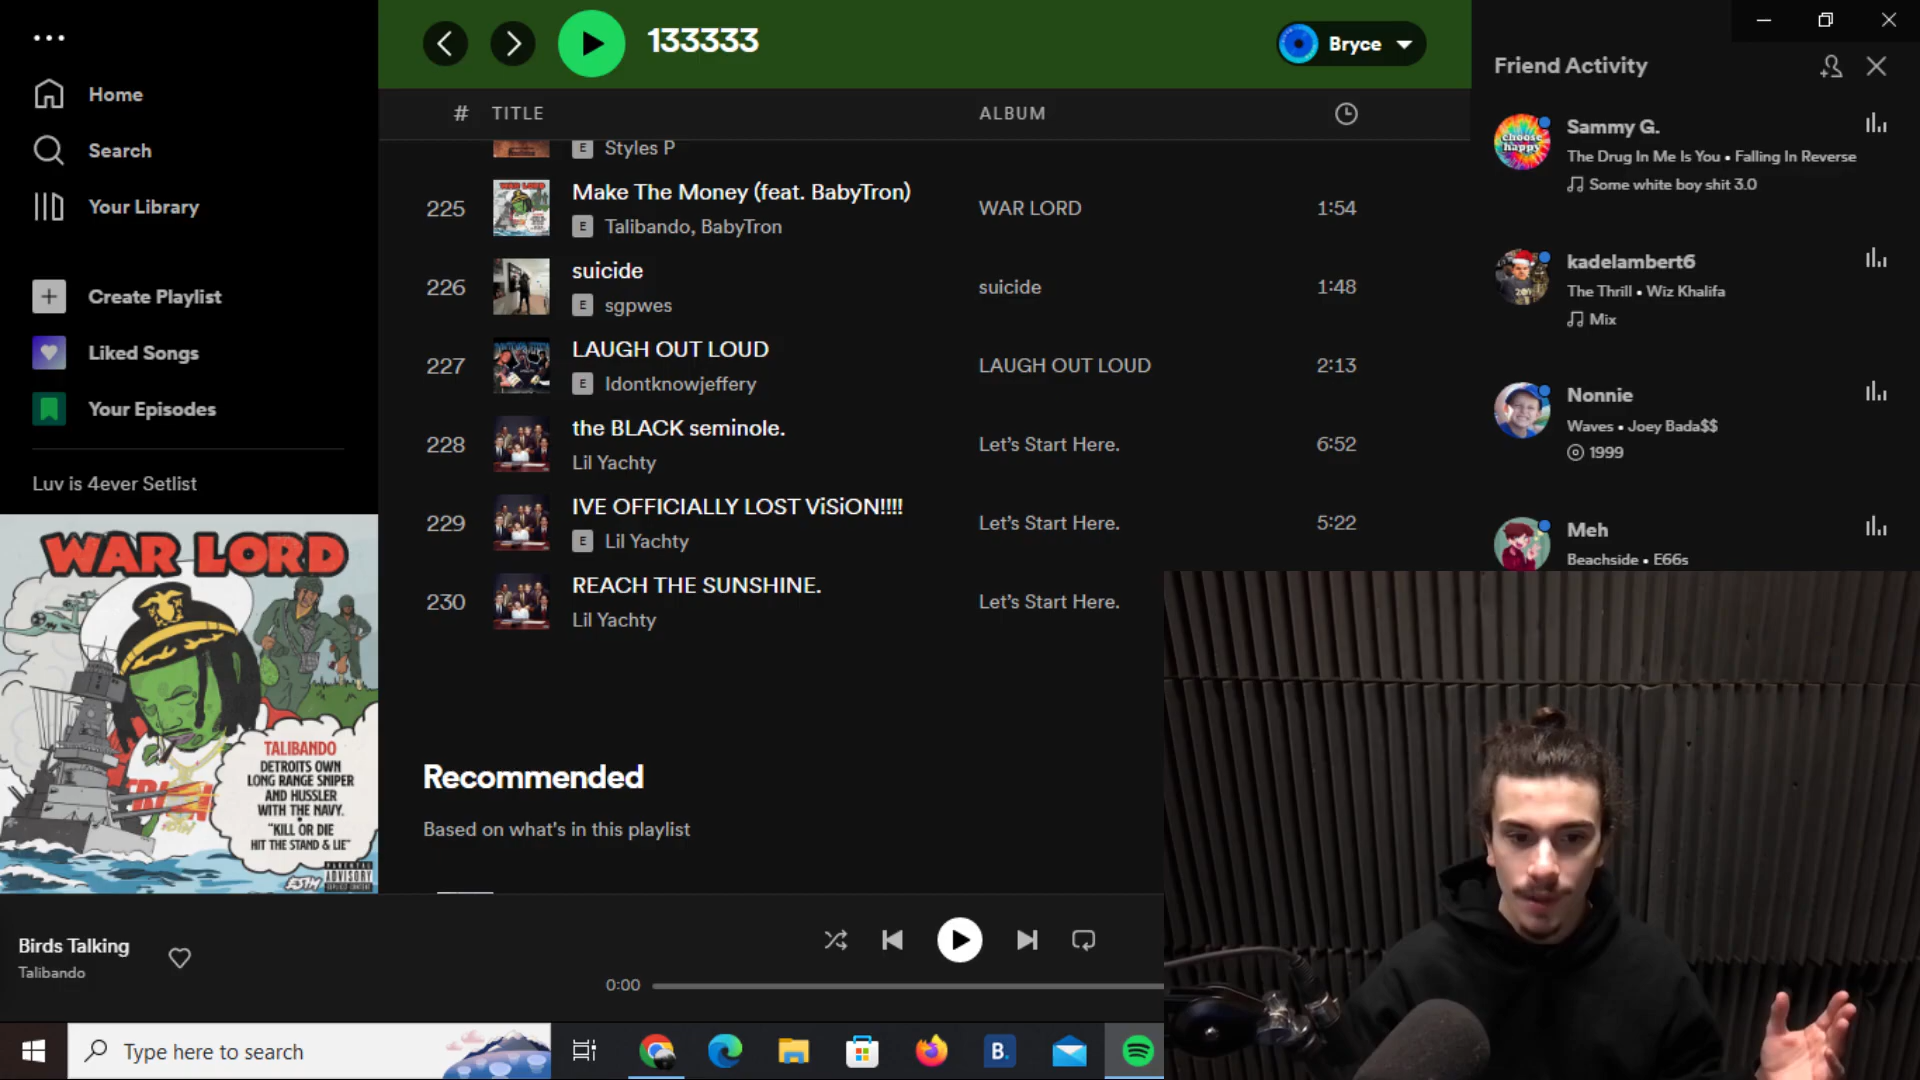 Home
Search
Your Library
Create Playlist
Liked Songs
Your Episodes
Luv is 4ever Setlist
WAR LORD
TALIBANDO
DETROITS OWN
LONG RANGE SNIPER
AND HUSSLER
WITH THE NAVY.
"KILL OR DIE
HIT THE STAND & LIE"
PARENTAL
ADVISORY
EXPLICIT CONTENT
Birds Talking
Talibando
133333
Bryce
# TITLE ALBUM
E Styles P
225 Make The Money (feat. BabyTron) WAR LORD 1:54
E Talibando, BabyTron
226 suicide suicide 1:48
E sgpwes
227 LAUGH OUT LOUD LAUGH OUT LOUD 2:13
E Idontknowjeffery
228 the BLACK seminole. Let's Start Here. 6:52
Lil Yachty
229 IVE OFFICIALLY LOST ViSiON!!!! Let's Start Here. 5:22
E Lil Yachty
230 REACH THE SUNSHINE. Let's Start Here.
Lil Yachty
Recommended
Based on what's in this playlist
0:00
Friend Activity
choose
happy
Sammy G.
The Drug In Me Is You • Falling In Reverse
Some white boy shit 3.0
kadelambert6
The Thrill • Wiz Khalifa
Mix
Nonnie
Waves • Joey Bada$$
1999
Meh
Beachside • E66s
Type here to search
B.